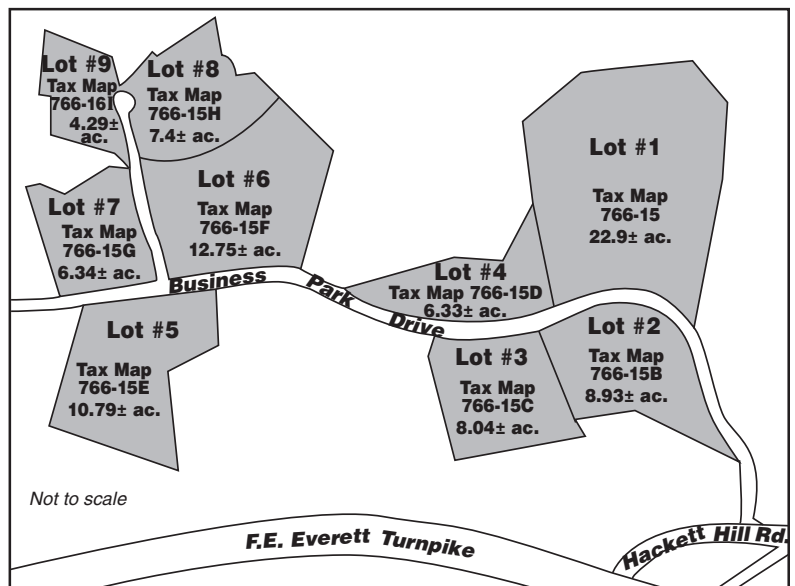 Lot #9
Tax Map
766-16I
4.29± 
ac.
Lot #8
Tax Map
766-15H
7.4± ac.
Lot #1
Tax Map
766-15
22.9± ac.
Lot #6
Tax Map
766-15F
12.75± ac.
Lot #7
Tax Map
766-15G
6.34± ac.
Lot #4
Tax Map 766-15D
6.33± ac.
Business Park Drive
Lot #5
Tax Map
766-15E
10.79± ac.
Lot #3
Tax Map
766-15C
8.04± ac.
Lot #2
Tax Map
766-15B
8.93± ac.
Not to scale
F.E. Everett Turnpike
Hackett Hill Rd.